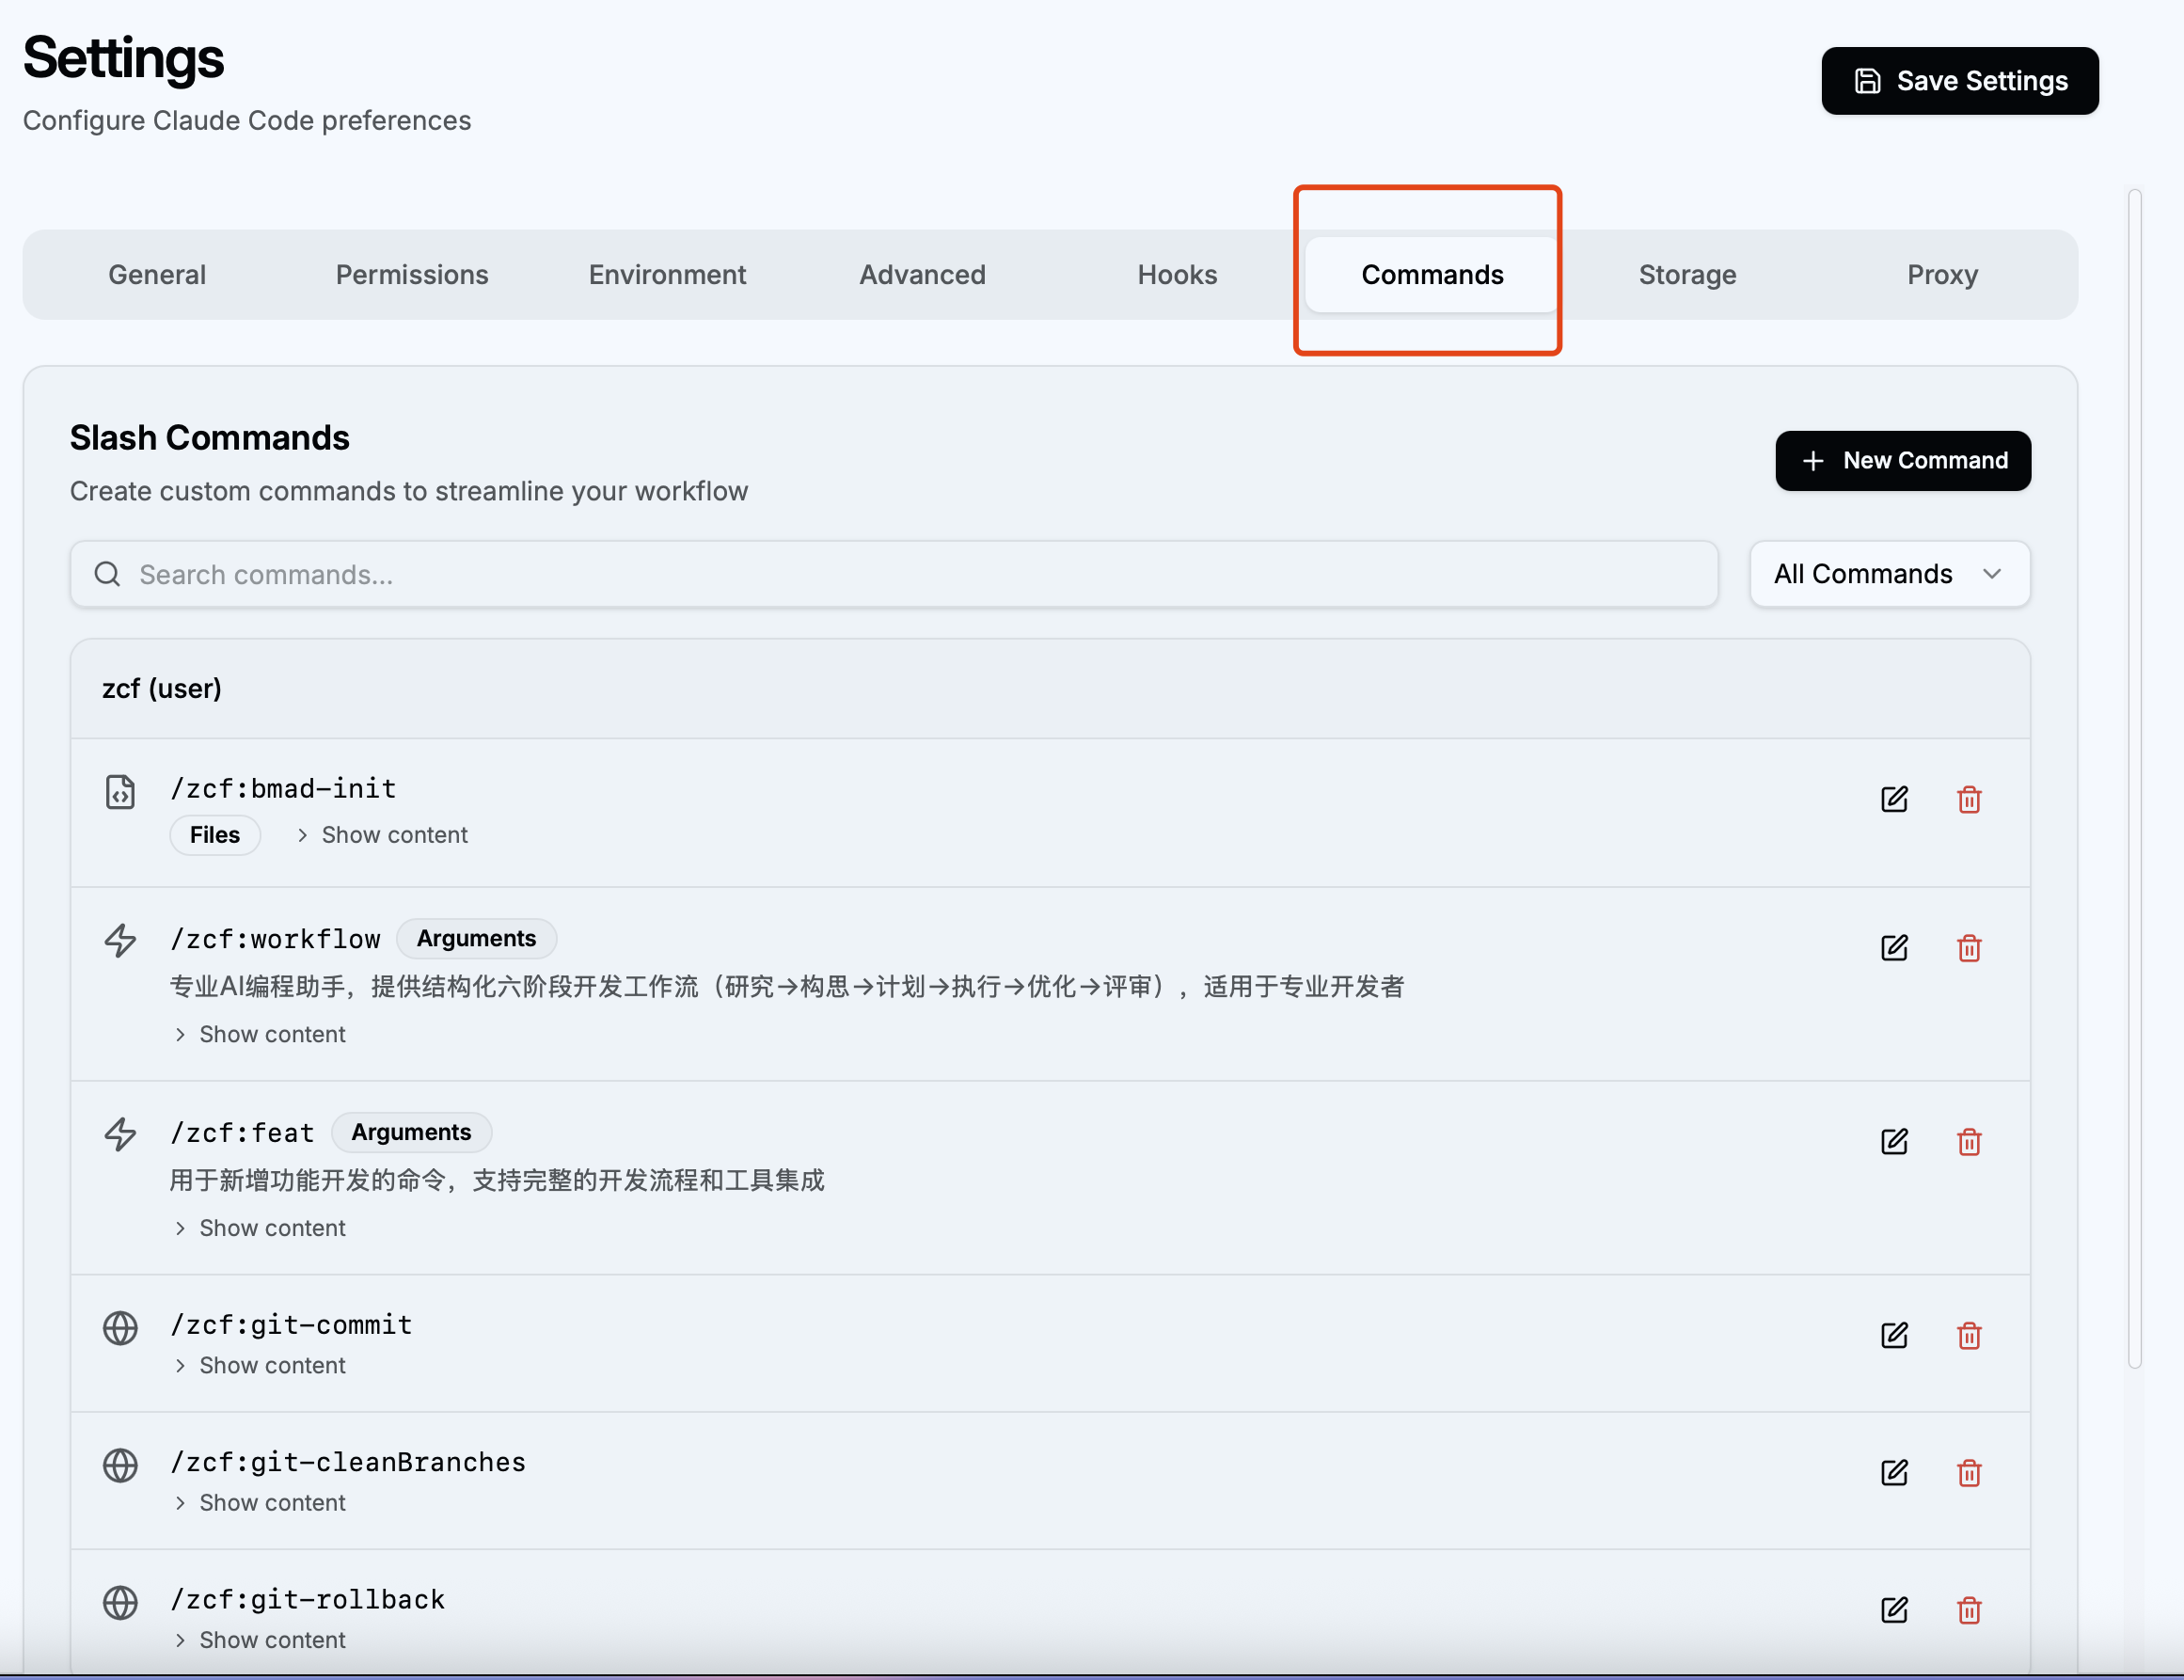 Settings
Save Settings
Configure Claude Code preferences
General Permissions Environment Advanced Hooks Commands Storage Proxy
Slash Commands
New Command
Create custom commands to streamline your workflow
Search commands...
All Commands
zcf (user)
/zcf:bmad-init
Files Show content
/zcf:workflow Arguments
专业AI编程助手，提供结构化六阶段开发工作流（研究→构思→计划→执行→优化→评审），适用于专业开发者
Show content
/zcf:feat Arguments
用于新增功能开发的命令，支持完整的开发流程和工具集成
Show content
/zcf:git-commit
Show content
/zcf:git-cleanBranches
Show content
/zcf:git-rollback
Show content